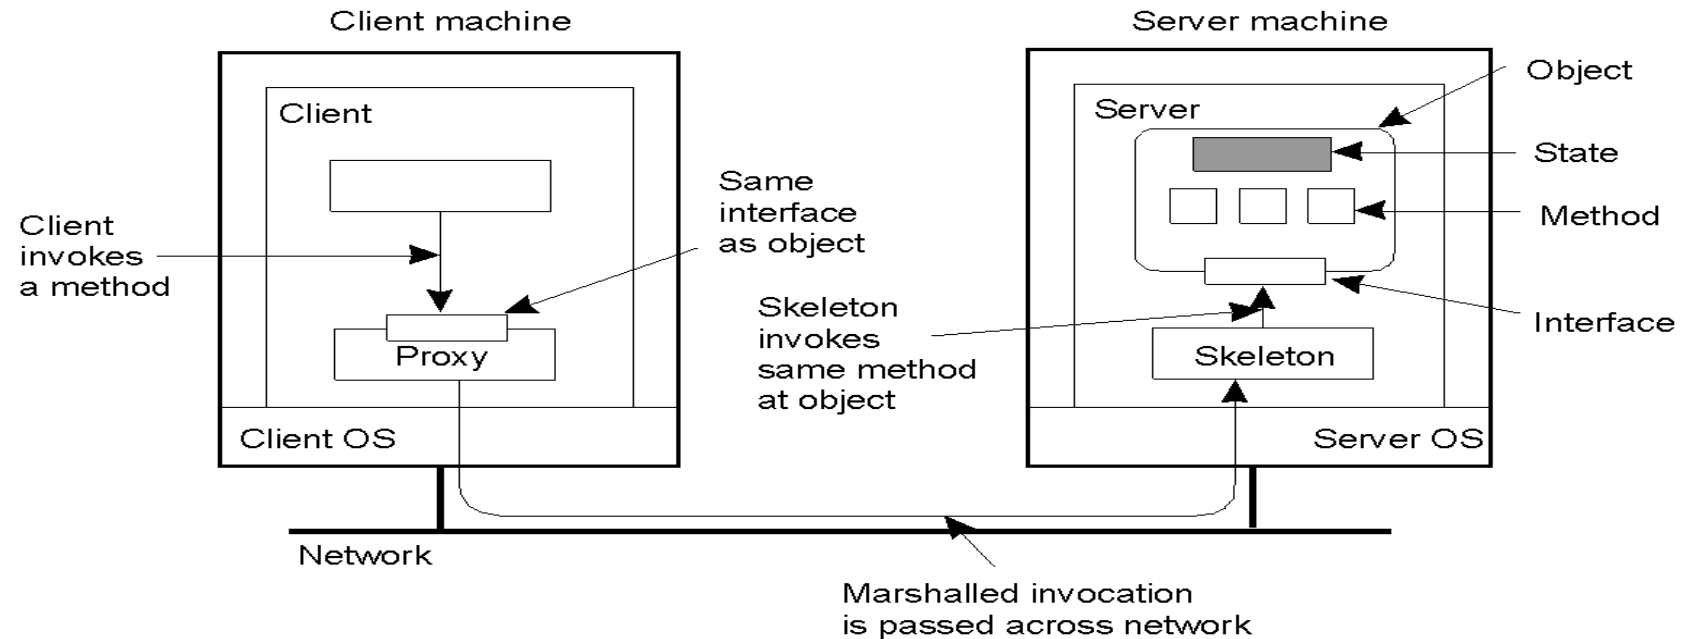 Client machine
Server machine
Client
Server
Object
State
Method
Interface
Same
interface
as object
Client
invokes
a method
Skeleton
invokes
same method
at object
Proxy
Skeleton
Client OS
Server OS
Network
Marshalled invocation
is passed across network